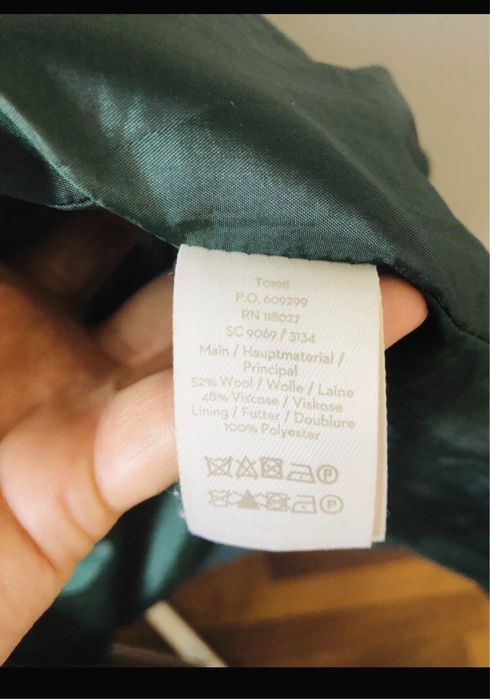 T0198
P.O. 609299
RN 118027
SC 9069 / 3134
Main / Hauptmaterial /
Principal
52% Wool / Wolle / Laine
48% Viscose / Viskose
Lining / Futter / Doublure
100% Polyester
P
P